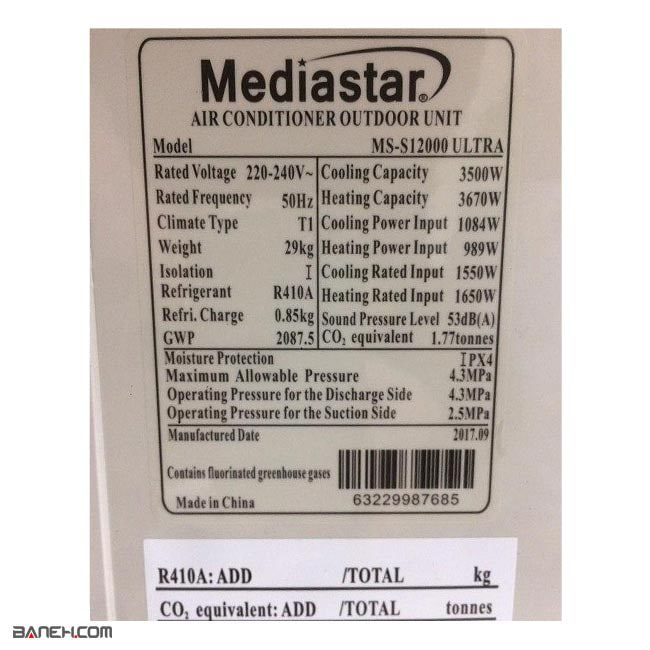 Mediastar®
AIR CONDITIONER OUTDOOR UNIT
Model MS-S12000 ULTRA
Rated Voltage 220-240V~ Cooling Capacity 3500W
Rated Frequency 50Hz Heating Capacity 3670W
Climate Type T1 Cooling Power Input 1084W
Weight 29kg Heating Power Input 989W
Isolation I Cooling Rated Input 1550W
Refrigerant R410A Heating Rated Input 1650W
Refri. Charge 0.85kg Sound Pressure Level 53dB(A)
GWP 2087.5 CO₂ equivalent 1.77tonnes
Moisture Protection IPX4
Maximum Allowable Pressure 4.3MPa
Operating Pressure for the Discharge Side 4.3MPa
Operating Pressure for the Suction Side 2.5MPa
Manufactured Date 2017.09
Contains fluorinated greenhouse gases
Made in China 63229987685
R410A: ADD /TOTAL kg
CO₂ equivalent: ADD /TOTAL tonnes
BANEH.COM